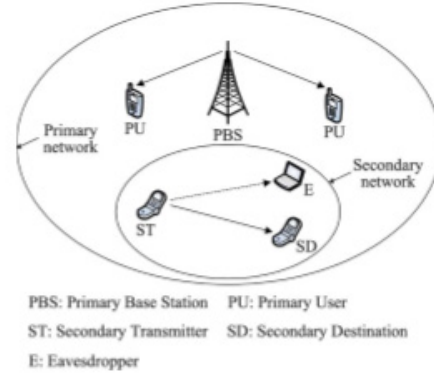 PU
PBS
PU
Primary
network
Secondary
network
E
ST
SD
PBS: Primary Base Station PU: Primary User
ST: Secondary Transmitter SD: Secondary Destination
E: Eavesdropper